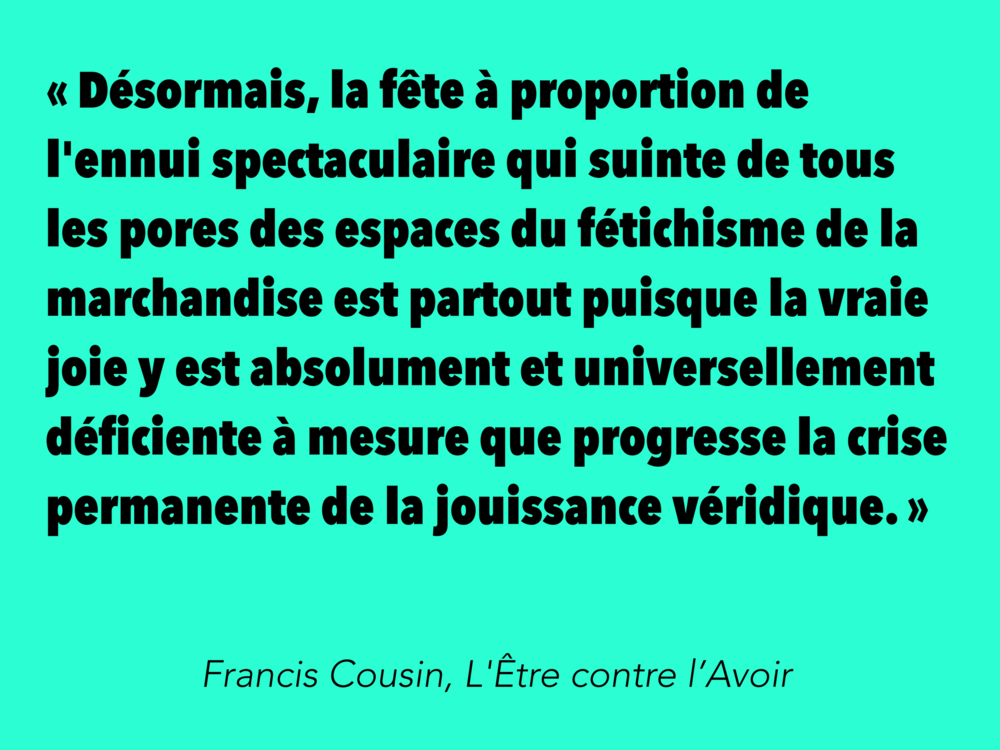 « Désormais, la fête à proportion de
l'ennui spectaculaire qui suinte de tous
les pores des espaces du fétichisme de la
marchandise est partout puisque la vraie
joie y est absolument et universellement
déficiente à mesure que progresse la crise
permanente de la jouissance véridique. »
Francis Cousin, L'Être contre l’Avoir